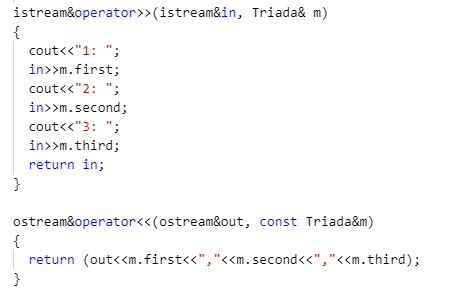 istream&operator>>(istream&in, Triada& m)
{
cout<<"1: ";
in>>m.first;
cout<<"2: ";
in>>m.second;
cout<<"3: ";
in>>m.third;
return in;
}
ostream&operator<<(ostream&out, const Triada&m)
{
return (out<<m.first<<","<<m.second<<","<<m.third);
}